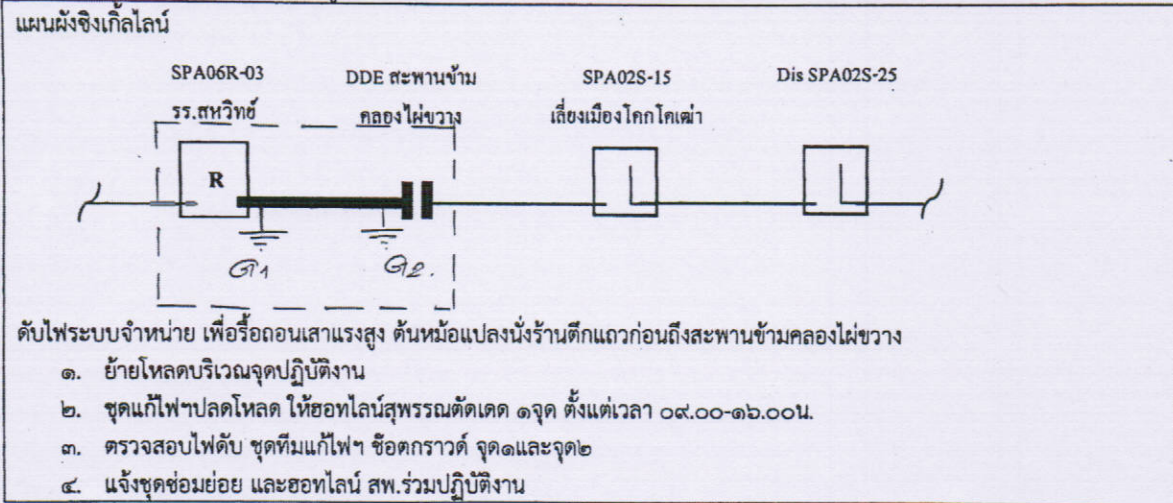 แผนผังซิงเกิ้ลไลน์
SPA06R-03 DDE สะพานข้าม SPA02S-15 Dis SPA02S-25
รร.สหวิทย์ คลองไผ่ขวาง เลี่ยงเมืองโคกโคเฒ่า
R
G1 G2.
ดับไฟระบบจำหน่าย เพื่อรื้อถอนเสาแรงสูง ต้นหม้อแปลงนั่งร้านตึกแถวก่อนถึงสะพานข้ามคลองไผ่ขวาง
๑. ย้ายโหลดบริเวณจุดปฏิบัติงาน
๒. ชุดแก้ไฟฯปลดโหลด ให้ฮอทไลน์สุพรรณตัดเดด ๑จุด ตั้งแต่เวลา ๐๙.๐๐-๑๖.๐๐น.
๓. ตรวจสอบไฟดับ ชุดทีมแก้ไฟฯ ช๊อตกราวด์ จุด๑และจุด๒
๔. แจ้งชุดซ่อมย่อย และฮอทไลน์ สพ.ร่วมปฏิบัติงาน